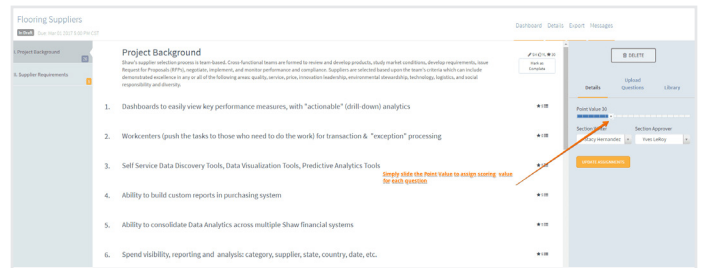 Flooring Suppliers
In Draft
Dashboard Details Export Messages
I. Project Background
II. Supplier Requirements
Project Background
Mark as
Complete
Shaw's supplier selection process is team-based. Cross-functional teams are formed to review and develop products, study market conditions, develop requirements, issue
Request for Proposals (RFPs), negotiate, implement, and monitor performance and compliance. Suppliers are selected based upon the team's criteria which can include
demonstrated excellence in any or all of the following areas: quality, service, price, innovation leadership, environmental stewardship, technology, logistics, and social
responsibility and diversity.
1. Dashboards to easily view key performance measures, with "actionable" (drill-down) analytics
2. Workcenters (push the tasks to those who need to do the work) for transaction & "exception" processing
3. Self Service Data Discovery Tools, Data Visualization Tools, Predictive Analytics Tools
Simply slide the Point Value to assign scoring value
for each question
4. Ability to build custom reports in purchasing system
5. Ability to consolidate Data Analytics across multiple Shaw financial systems
6. Spend visibility, reporting and analysis: category, supplier, state, country, date, etc.
DELETE
Details Upload Questions Library
Point Value 30
Section Writer Section Approver
Stacy Hernandez Yves LeRoy
UPDATE ASSIGNMENTS